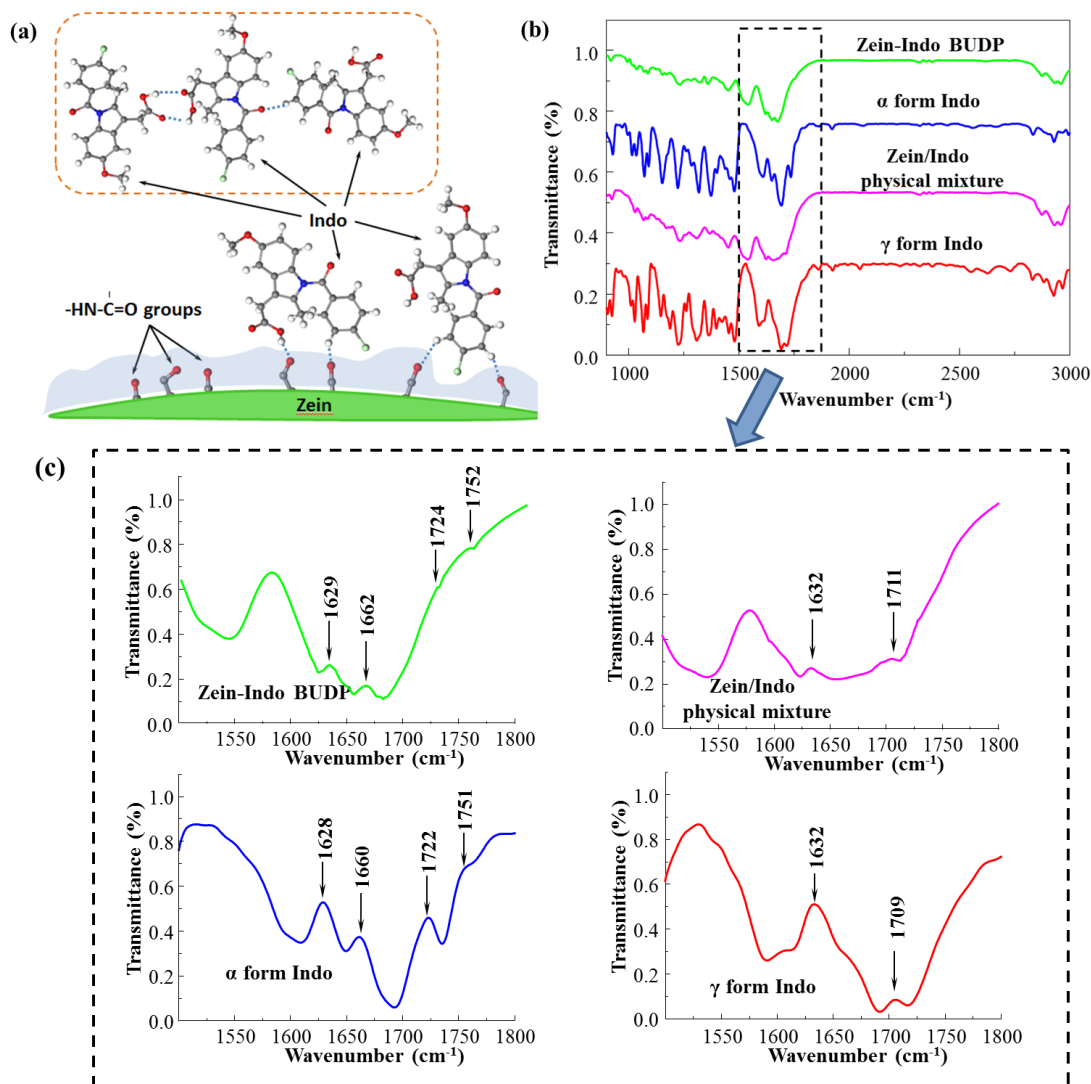 (a)
Indo
-HN-C=O groups
Zein
(b)
Zein-Indo BUDP
α form Indo
Zein/Indo
physical mixture
γ form Indo
Transmittance (%)
1.0
0.8
0.6
0.4
0.2
0.0
1000
1500
2000
2500
3000
Wavenumber (cm-1)
(c)
Transmittance (%)
1.0
0.8
0.6
0.4
0.2
0.0
1629
1662
1724
1752
Zein-Indo BUDP
1550
1600
1650
1700
1750
1800
Wavenumber (cm-1)
Transmittance (%)
1.0
0.8
0.6
0.4
0.2
0.0
1632
1711
Zein/Indo
physical mixture
1550
1600
1650
1700
1750
1800
Wavenumber (cm-1)
Transmittance (%)
1.0
0.8
0.6
0.4
0.2
0.0
1628
1660
1722
1751
α form Indo
1550
1600
1650
1700
1750
1800
Wavenumber (cm-1)
Transmittance (%)
1.0
0.8
0.6
0.4
0.2
0.0
1632
1709
γ form Indo
1550
1600
1650
1700
1750
1800
Wavenumber (cm-1)